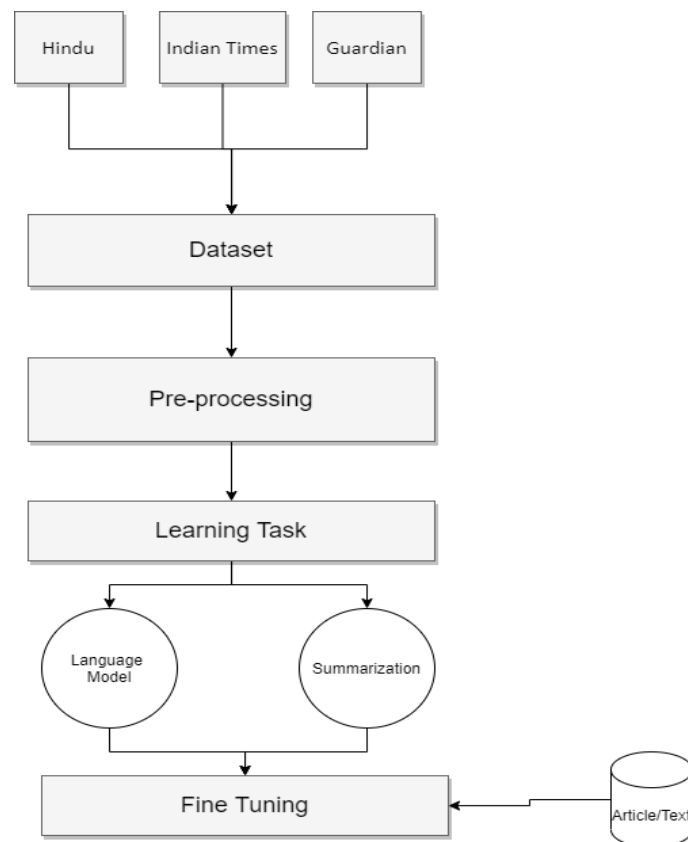 Hindu
Indian Times
Guardian
Dataset
Pre-processing
Learning Task
Language
Model
Summarization
Fine Tuning
Article/Text